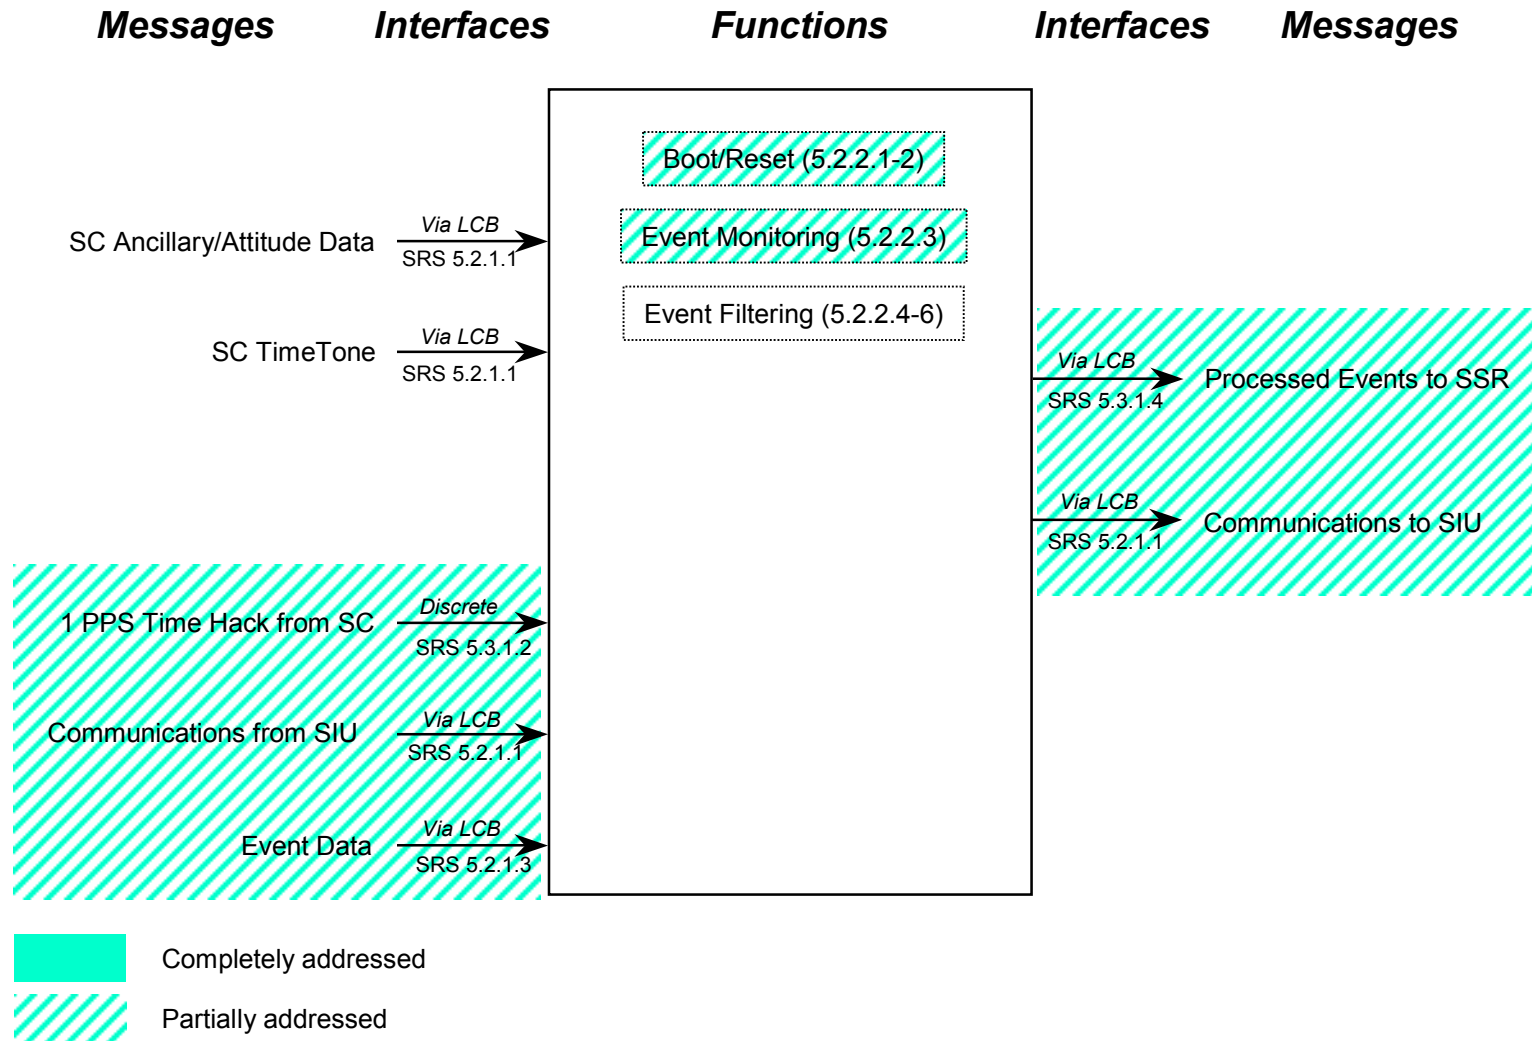 Messages
Interfaces
Functions
Interfaces
Messages
Boot/Reset (5.2.2.1-2)
Event Monitoring (5.2.2.3)
Event Filtering (5.2.2.4-6)
SC Ancillary/Attitude Data
Via LCB
SRS 5.2.1.1
SC TimeTone
Via LCB
SRS 5.2.1.1
1 PPS Time Hack from SC
Discrete
SRS 5.3.1.2
Communications from SIU
Via LCB
SRS 5.2.1.1
Event Data
Via LCB
SRS 5.2.1.3
Via LCB
SRS 5.3.1.4
Processed Events to SSR
Via LCB
SRS 5.2.1.1
Communications to SIU
Completely addressed
Partially addressed